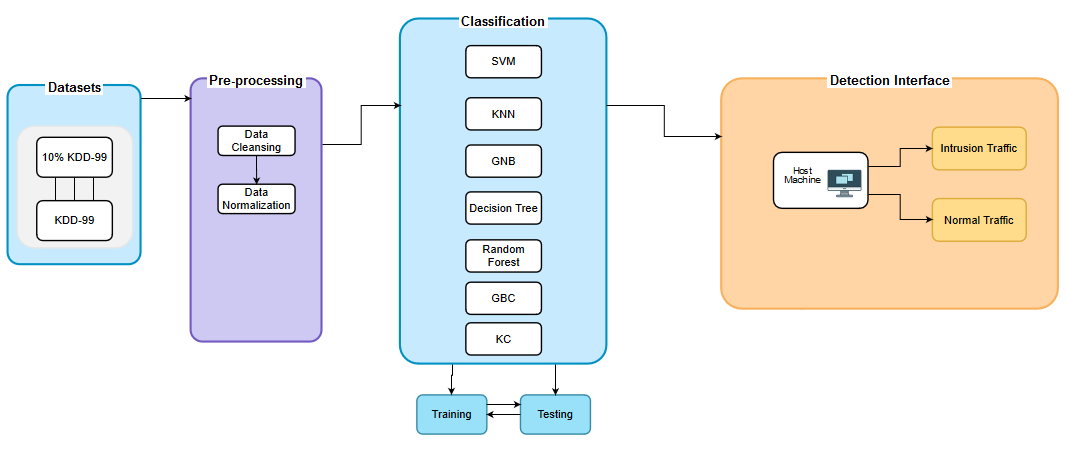 Datasets
10% KDD-99
KDD-99
Pre-processing
Data
Cleansing
Data
Normalization
Classification
SVM
KNN
GNB
Decision Tree
Random
Forest
GBC
KC
Training
Testing
Detection Interface
Host
Machine
Intrusion Traffic
Normal Traffic